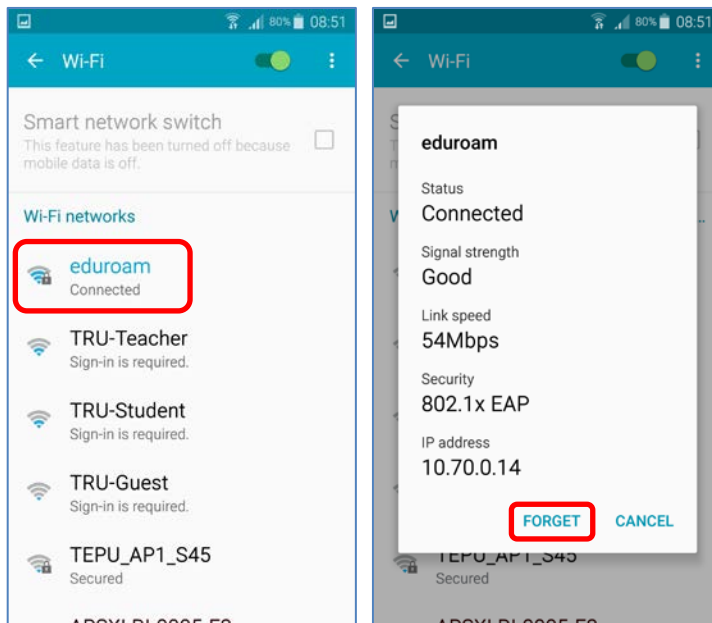 80% 08:51
Wi-Fi
Smart network switch
This feature has been turned off because
mobile data is off.
Wi-Fi networks
eduroam
Connected
TRU-Teacher
Sign-in is required.
TRU-Student
Sign-in is required.
TRU-Guest
Sign-in is required.
TEPU_AP1_S45
Secured
80% 08:51
Wi-Fi
eduroam
Status
Connected
Signal strength
Good
Link speed
54Mbps
Security
802.1x EAP
IP address
10.70.0.14
FORGET CANCEL
TEPU_AP1_S45
Secured